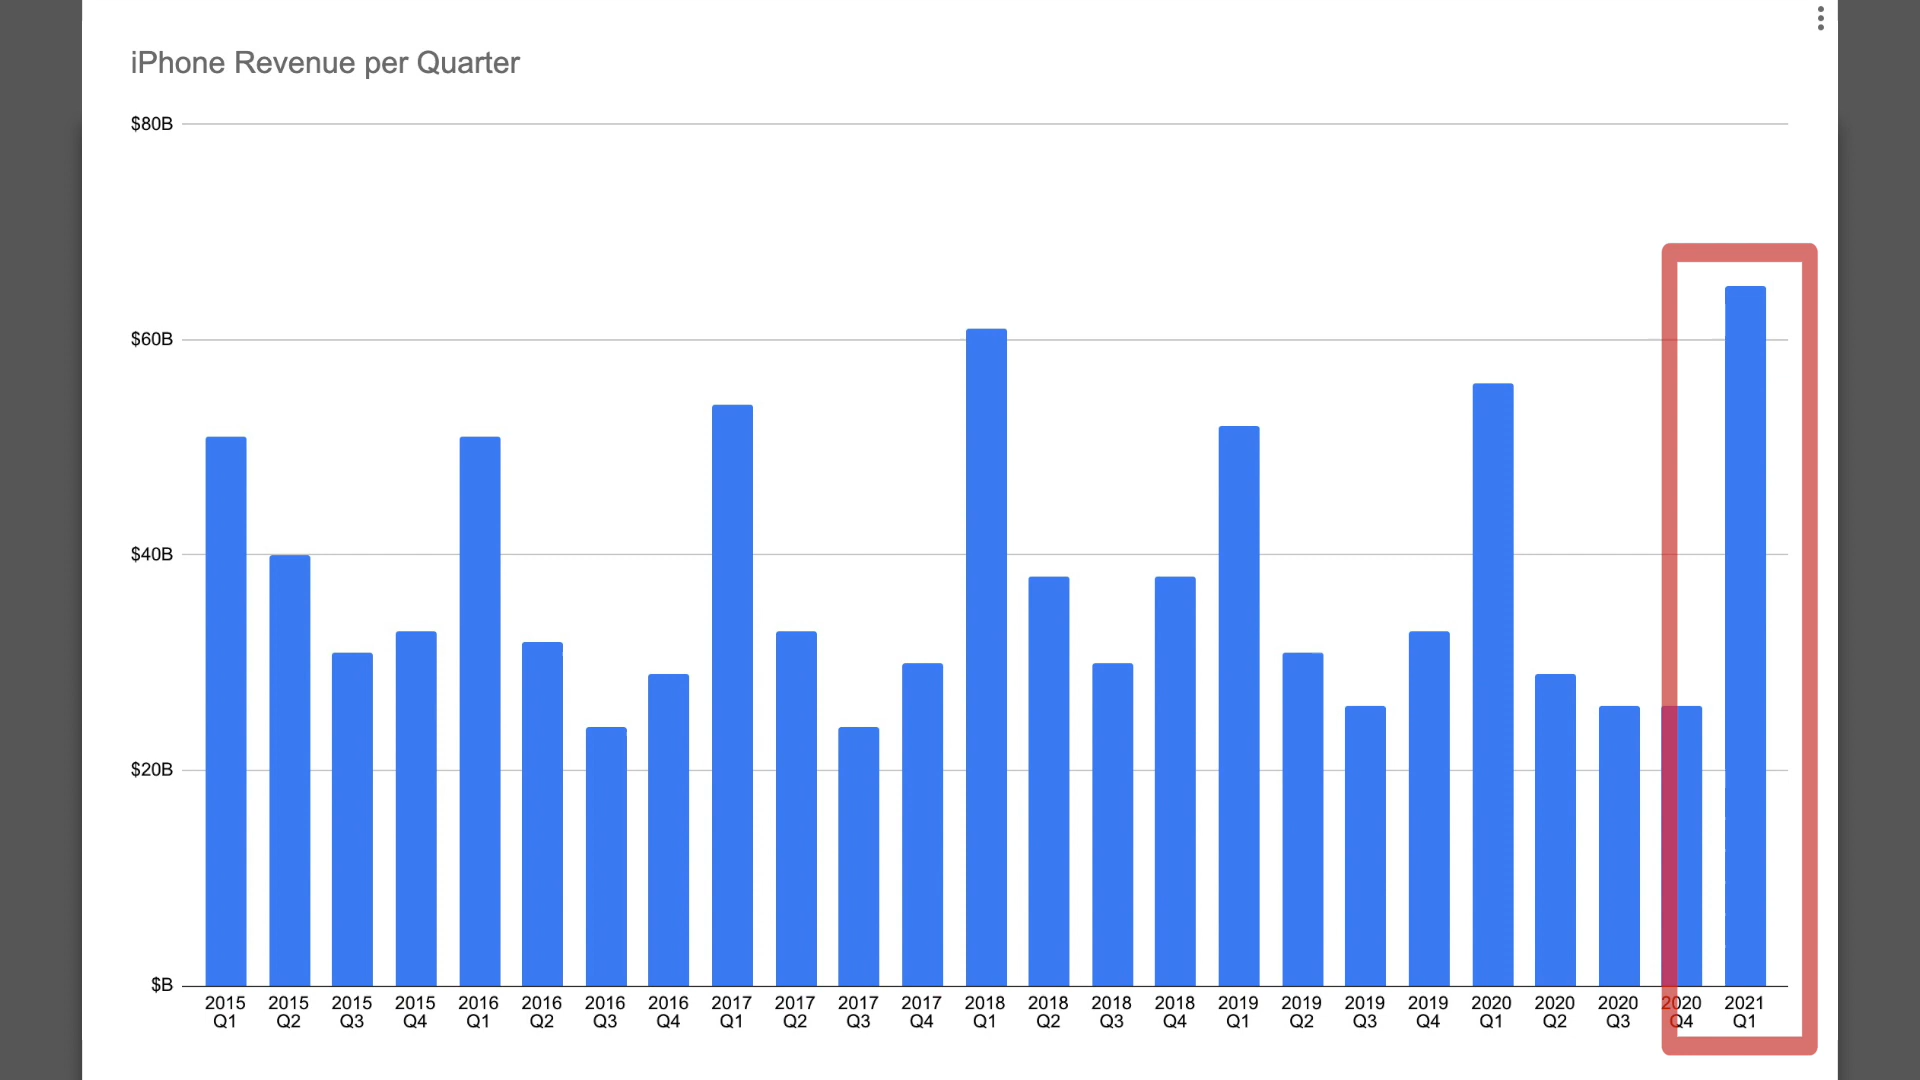 iPhone Revenue per Quarter
$80B
$60B
$40B
$20B
$B
2015 2015 2015 2015 2016 2016 2016 2016 2017 2017 2017 2017 2018 2018 2018 2018 2019 2019 2019 2019 2020 2020 2020 2020 2021
Q1 Q2 Q3 Q4 Q1 Q2 Q3 Q4 Q1 Q2 Q3 Q4 Q1 Q2 Q3 Q4 Q1 Q2 Q3 Q4 Q1 Q2 Q3 Q4 Q1